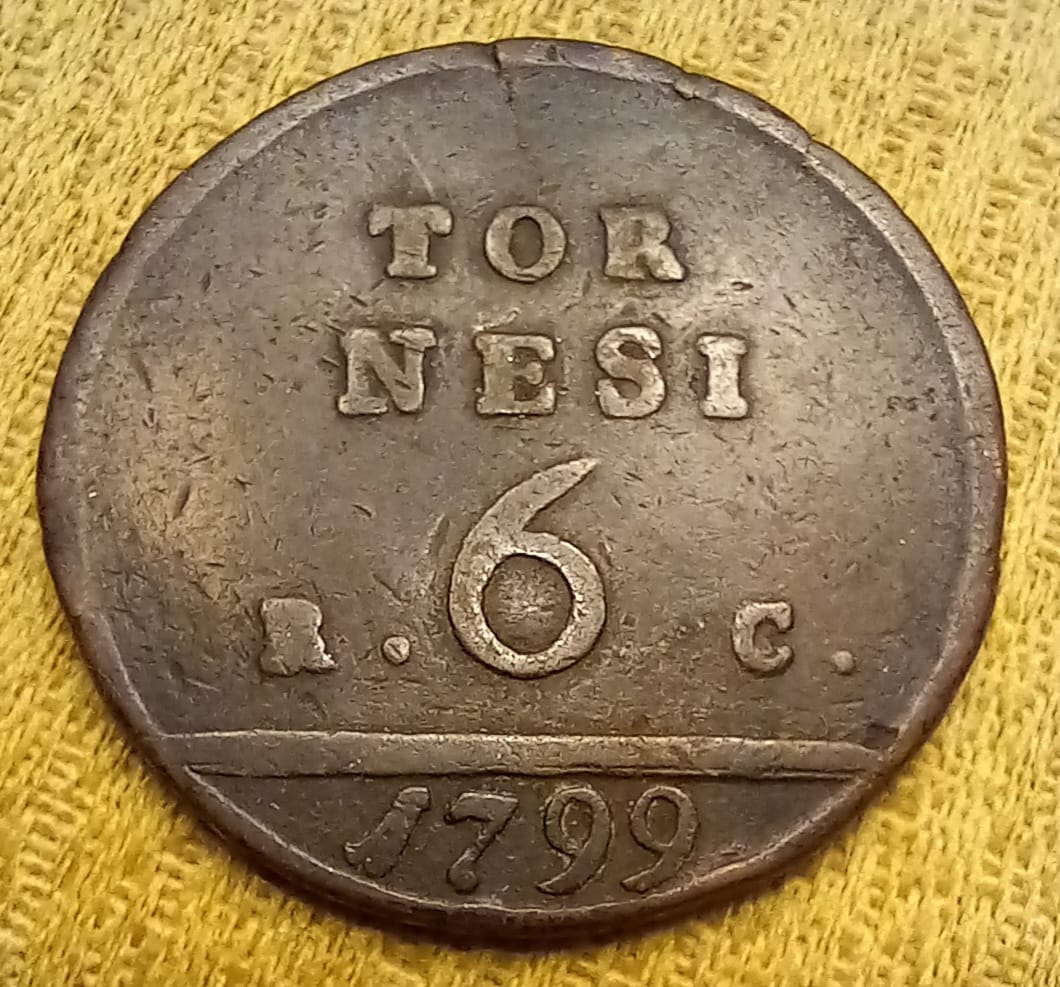 TOR
NESI
6
R. C.
1799